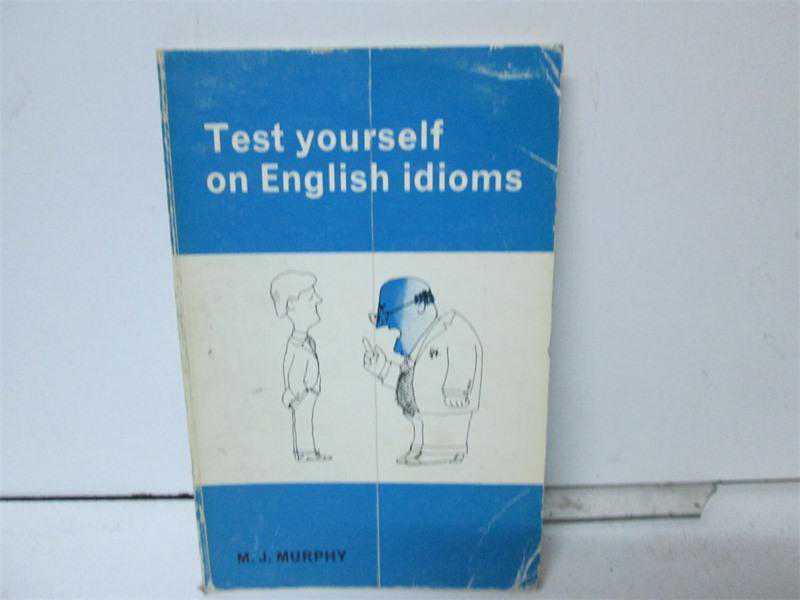 Test yourself
on English idioms
M. J. MURPHY